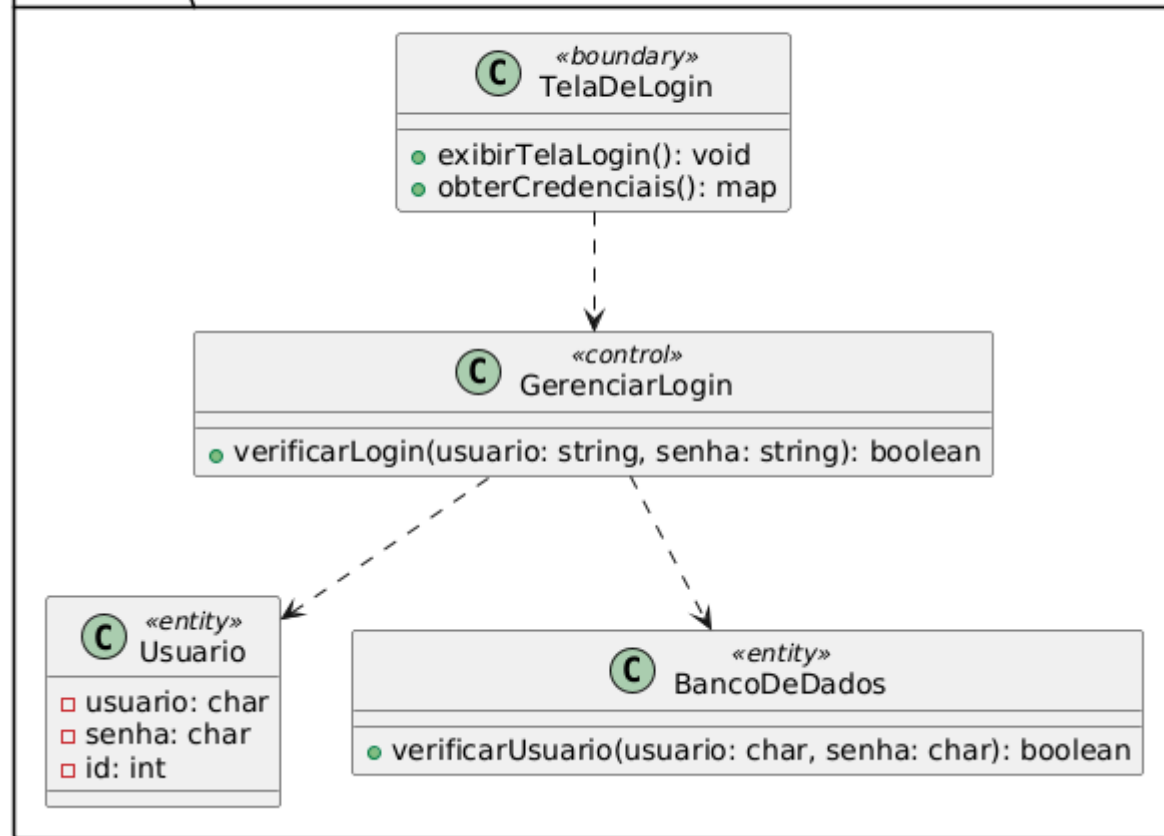 C «boundary»
TelaDeLogin
exibirTelaLogin(): void
obterCredenciais(): map
C «control»
GerenciarLogin
verificarLogin(usuario: string, senha: string): boolean
C «entity»
Usuario
usuario: char
senha: char
id: int
C «entity»
BancoDeDados
verificarUsuario(usuario: char, senha: char): boolean